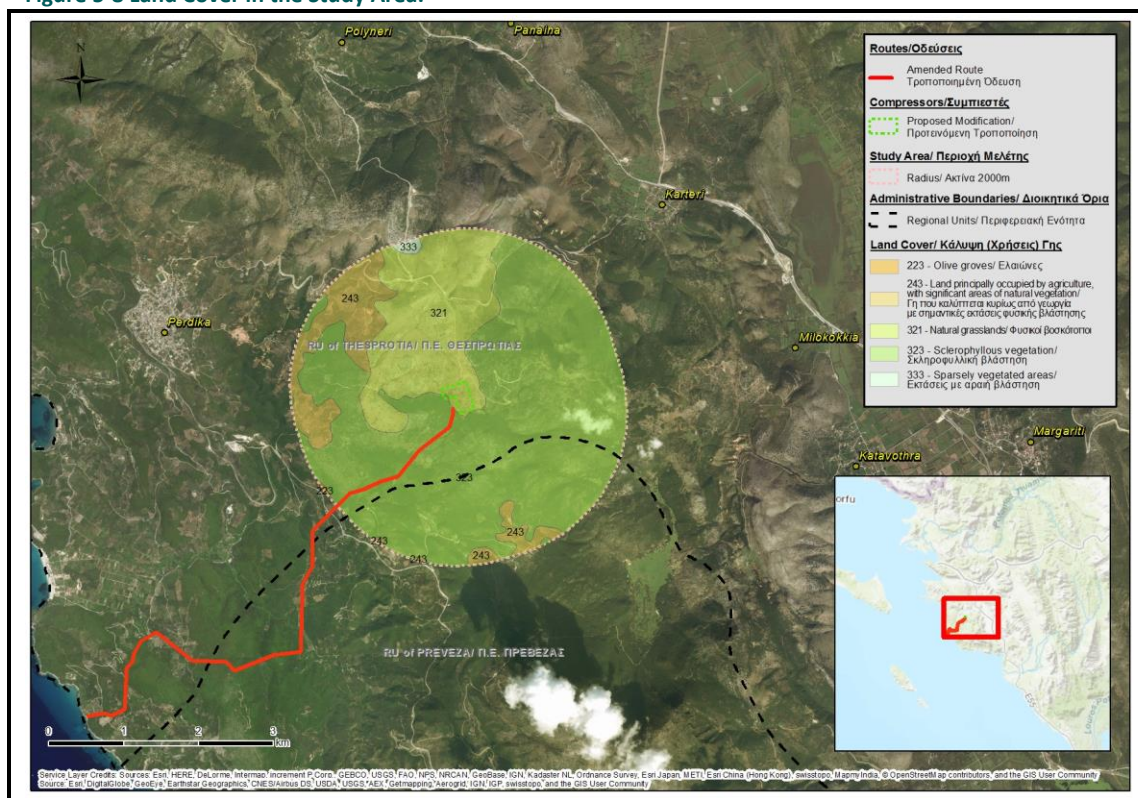 Figure 5-8 Land Cover in the Study Area.
Polyneri
Panaina
N
Karteri
333
243
321
Perdika
RU of THESPROTIA/ Π.Ε. ΘΕΣΠΡΩΤΙΑΣ
Milokokkia
Margariti
Katavothra
323
223
243
243
243
243
RU of PREVEZA/ Π.Ε. ΠΡΕΒΕΖΑΣ
0 1 2 3
km
Routes/Οδεύσεις
Amended Route
Τροποποιημένη Όδευση
Compressors/Συμπιεστές
Proposed Modification/
Προτεινόμενη Τροποποίηση
Study Area/ Περιοχή Μελέτης
Radius/ Ακτίνα 2000m
Administrative Boundaries/ Διοικητικά Όρια
Regional Units/ Περιφερειακή Ενότητα
Land Cover/ Κάλυψη (Χρήσεις) Γης
223 - Olive groves/ Ελαιώνες
243 - Land principally occupied by agriculture,
with significant areas of natural vegetation/
Γη που καλύπτεται κυρίως από γεωργία
με σημαντικές εκτάσεις φυσικής βλάστησης
321 - Natural grasslands/ Φυσικοί βοσκότοποι
323 - Sclerophyllous vegetation/
Σκληροφυλλική βλάστηση
333 - Sparsely vegetated areas/
Εκτάσεις με αραιή βλάστηση
orfu
E55
Service Layer Credits: Sources: Esri, HERE, DeLorme, Intermap, increment P Corp., GEBCO, USGS, FAO, NPS, NRCAN, GeoBase, IGN, Kadaster NL, Ordnance Survey, Esri Japan, METI, Esri China (Hong Kong), swisstopo, MapmyIndia, © OpenStreetMap contributors, and the GIS User Community
Source: Esri, DigitalGlobe, GeoEye, Earthstar Geographics, CNES/Airbus DS, USDA, USGS, AEX, Getmapping, Aerogrid, IGN, IGP, swisstopo, and the GIS User Community